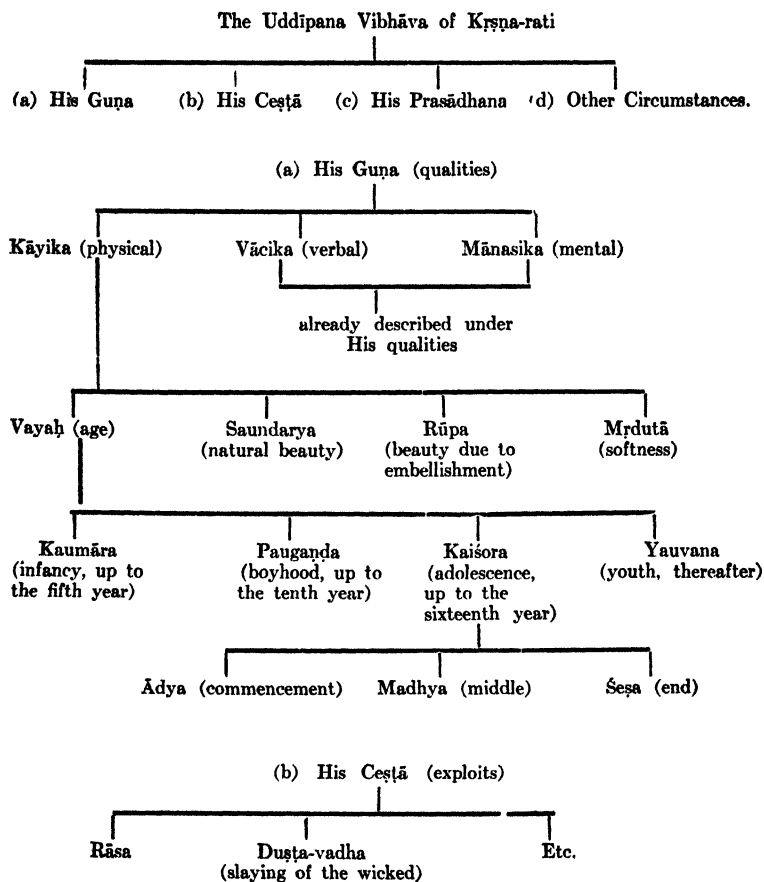 The Uddīpana Vibhāva of Kṛṣṇa-rati
(a) His Guṇa (b) His Ceṣṭā (c) His Prasādhana (d) Other Circumstances.
(a) His Guṇa (qualities)
Kāyika (physical) Vācika (verbal) Mānasika (mental)
already described under
His qualities
Vayaḥ (age) Saundarya Rūpa Mṛdutā
(natural beauty) (beauty due to (softness)
embellishment)
Kaumāra Paugaṇḍa Kaiśora Yauvana
(infancy, up to (boyhood, up to (adolescence, (youth, thereafter)
the fifth year) the tenth year) up to the
sixteenth year)
Ādya (commencement) Madhya (middle) Śeṣa (end)
(b) His Ceṣṭā (exploits)
Rāsa Duṣṭa-vadha Etc.
(slaying of the wicked)